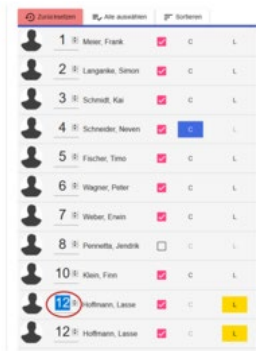 Zurücksetzen Alle auswählen Sortieren
1 Meier, Frank C L
2 Langanke, Simon C L
3 Schmidt, Kai C L
4 Schneider, Neven C L
5 Fischer, Timo C L
6 Wagner, Peter C L
7 Weber, Erwin C L
8 Pennetta, Jendrik C L
10 Klein, Finn C L
12 Hoffmann, Lasse C L
12 Hoffmann, Lasse C L